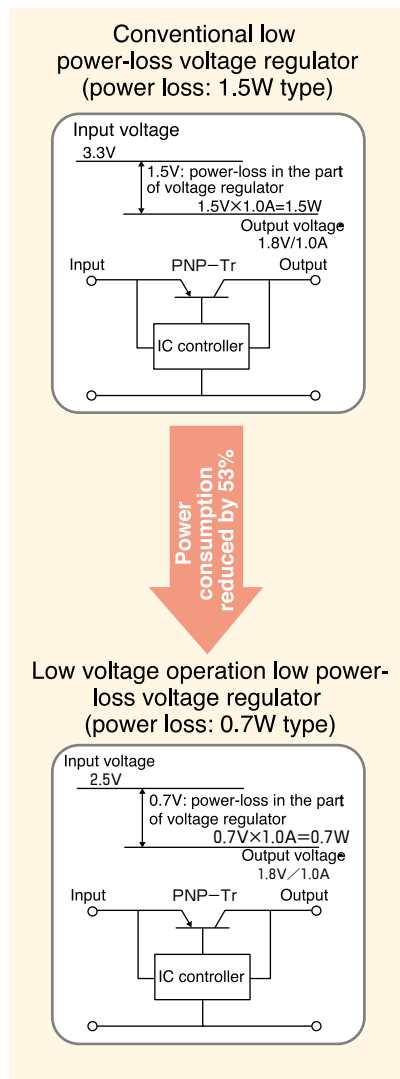 Conventional low
power-loss voltage regulator
(power loss: 1.5W type)
Input voltage
3.3V
1.5V: power-loss in the part
of voltage regulator
1.5V×1.0A=1.5W
Output voltage
1.8V/1.0A
Input PNP−Tr Output
IC controller
Power
consumption
reduced by 53%
Low voltage operation low power-
loss voltage regulator
(power loss: 0.7W type)
Input voltage
2.5V
0.7V: power-loss in the part
of voltage regulator
0.7V×1.0A=0.7W
Output voltage
1.8V／1.0A
Input PNP−Tr Output
IC controller